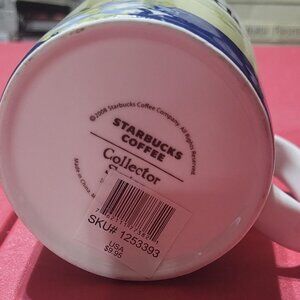 © 2008 Starbucks Coffee Company. All Rights Reserved.
STARBUCKS
COFFEE
Collector
Made in China.
SKU# 1253393
USA
$9.95